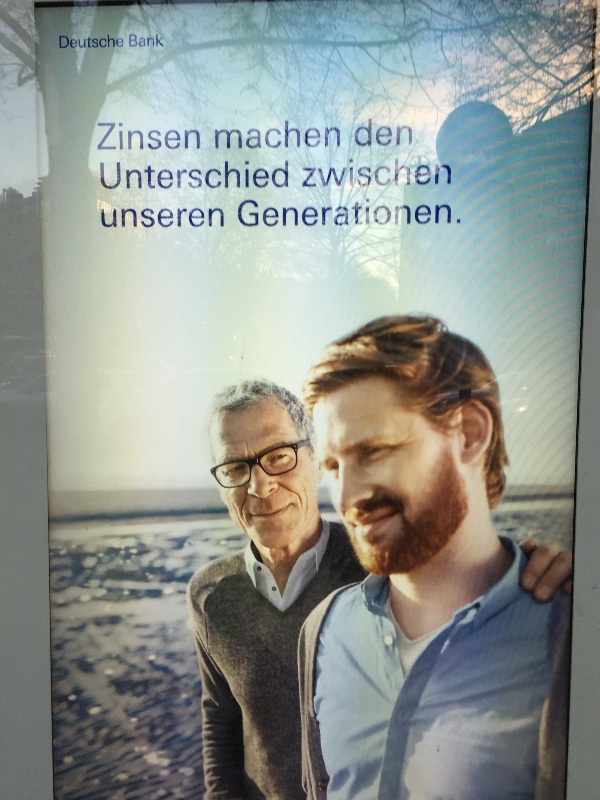 Deutsche Bank
Zinsen machen den
Unterschied zwischen
unseren Generationen.